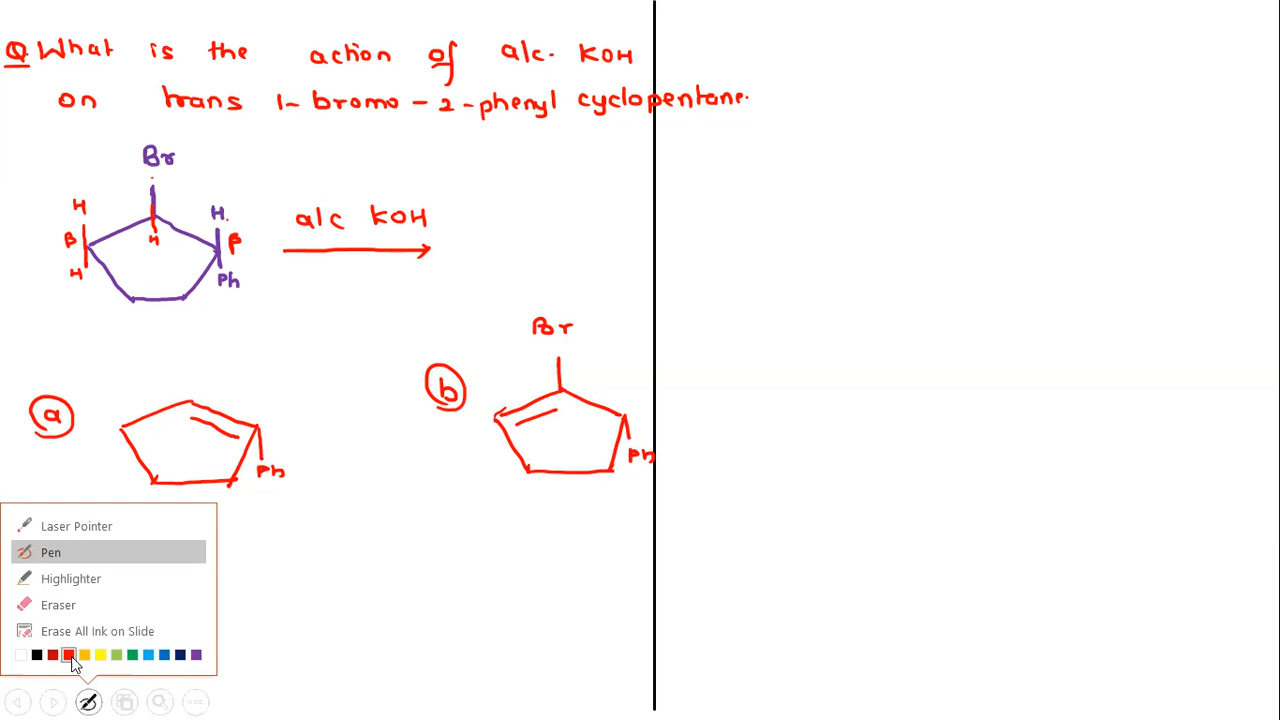 Q. What is the action of alc. KOH
on trans 1-bromo-2-phenyl cyclopentane.
Br
H H
β H β
H Ph
alc KOH
Br
a b
Ph Ph
Laser Pointer
Pen
Highlighter
Eraser
Erase All Ink on Slide